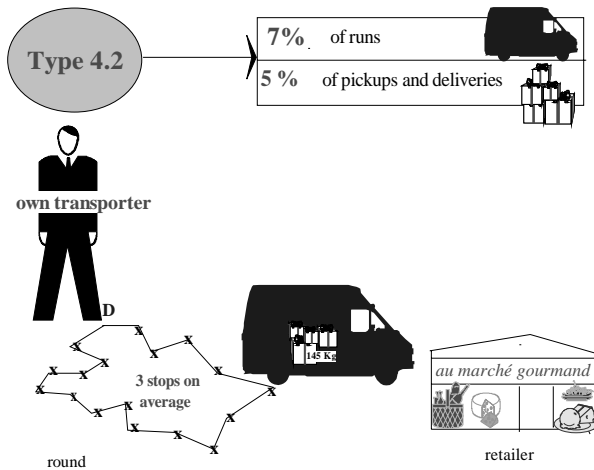 Type 4.2
7% of runs
5 % of pickups and deliveries
own transporter
D
x x x x x x x x x x x x x x x x x
145 Kg
3 stops on
average
au marché gourmand
round
retailer